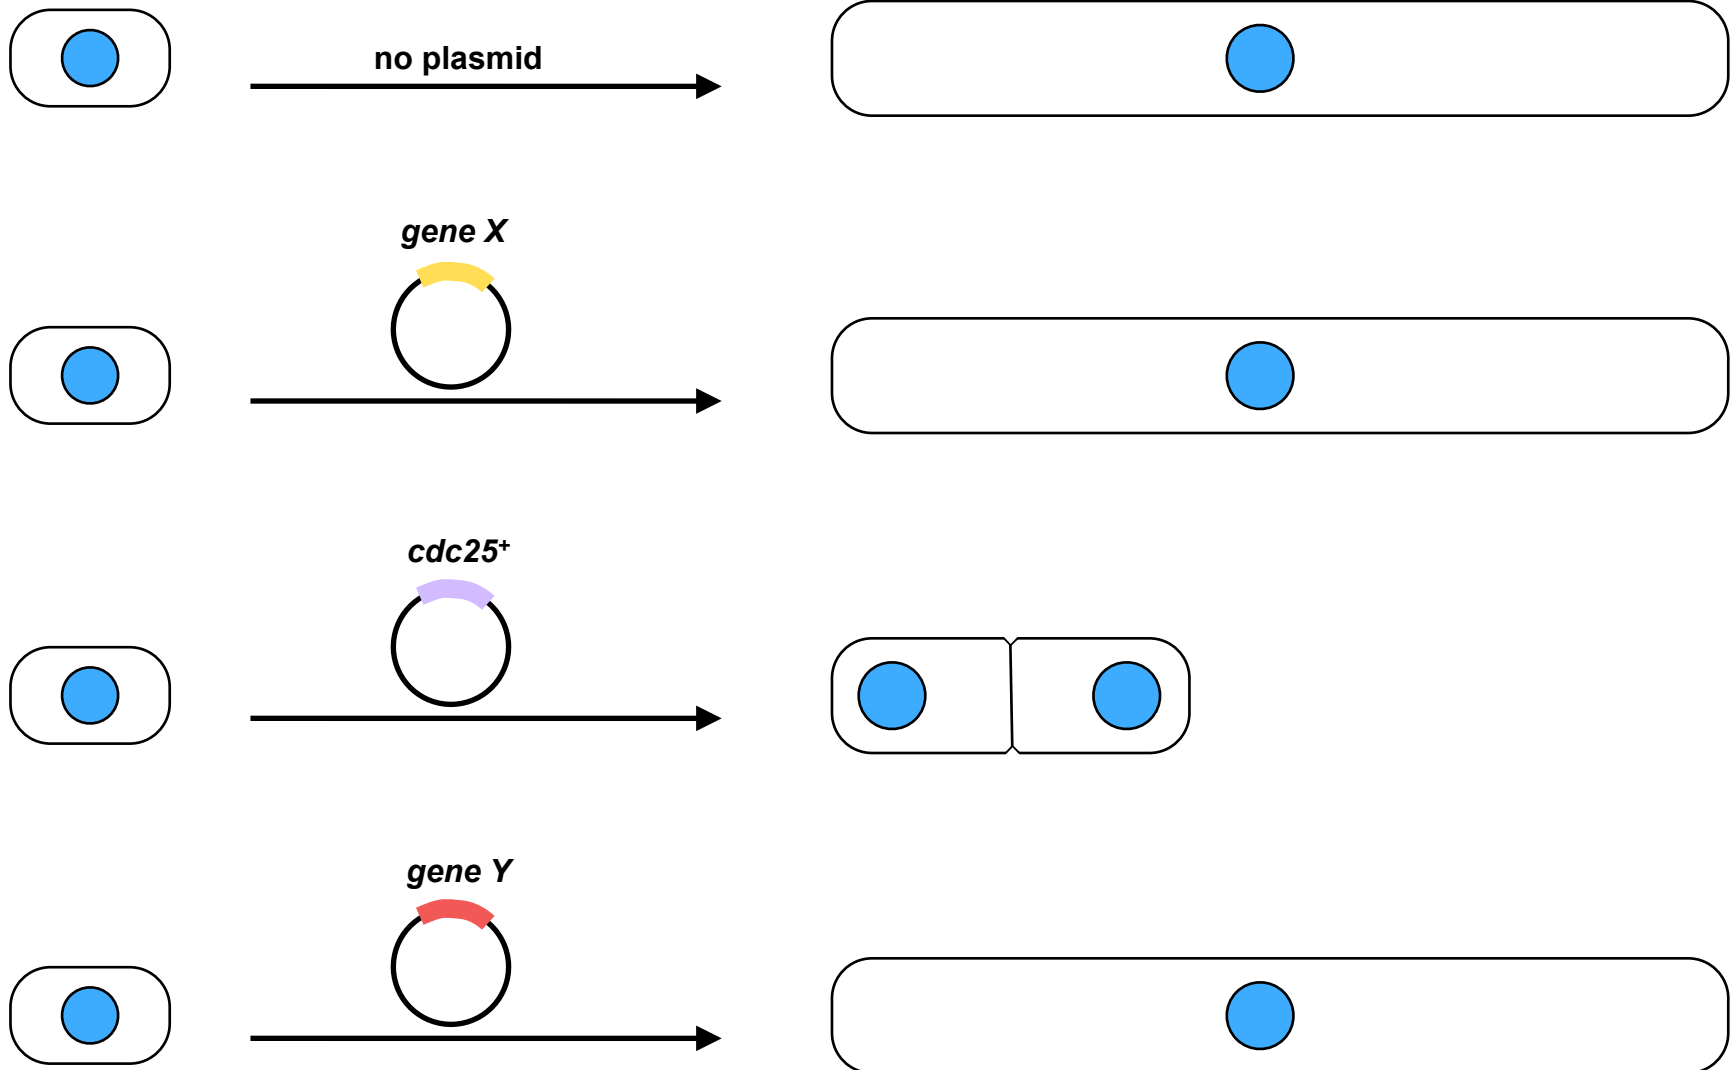 no plasmid
gene X
cdc25⁺
gene Y